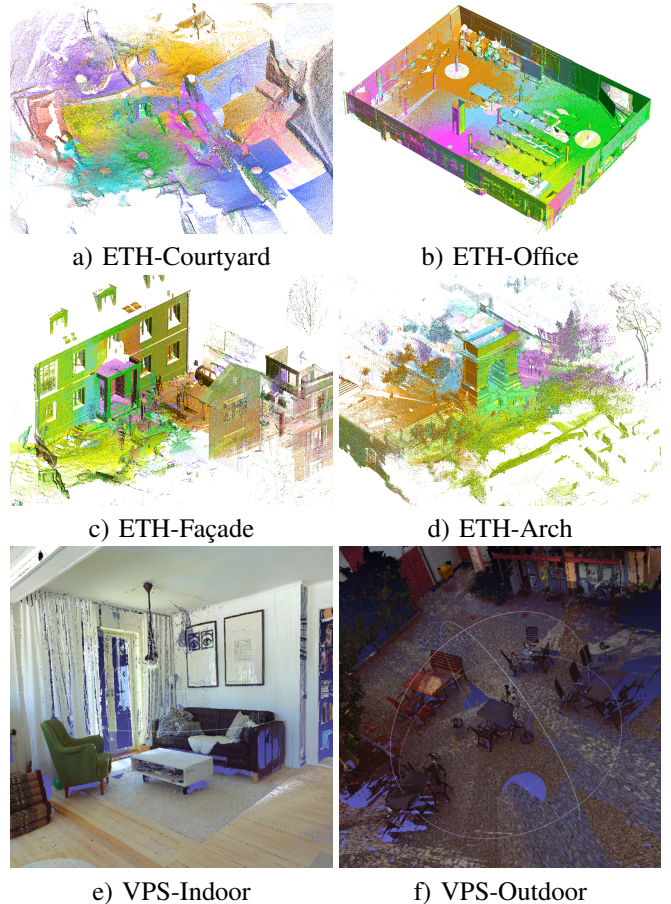 a) ETH-Courtyard
b) ETH-Office
c) ETH-Façade
d) ETH-Arch
e) VPS-Indoor
f) VPS-Outdoor